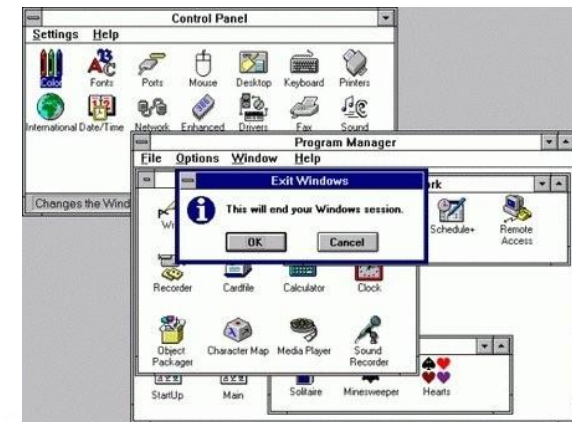 Control Panel
Settings Help
Color Fonts Ports Mouse Desktop Keyboard Printers
International Date/Time Network Enhanced Drivers Fax Sound
Changes the Wind
Program Manager
File Options Window Help
rk
Exit Windows
This will end your Windows session.
OK Cancel
Wr
Schedule+ Remote
Access
Recorder Cardfile Calculator Clock
Object
Packager Character Map Media Player Sound
Recorder
StartUp Main Solitaire Minesweeper Hearts